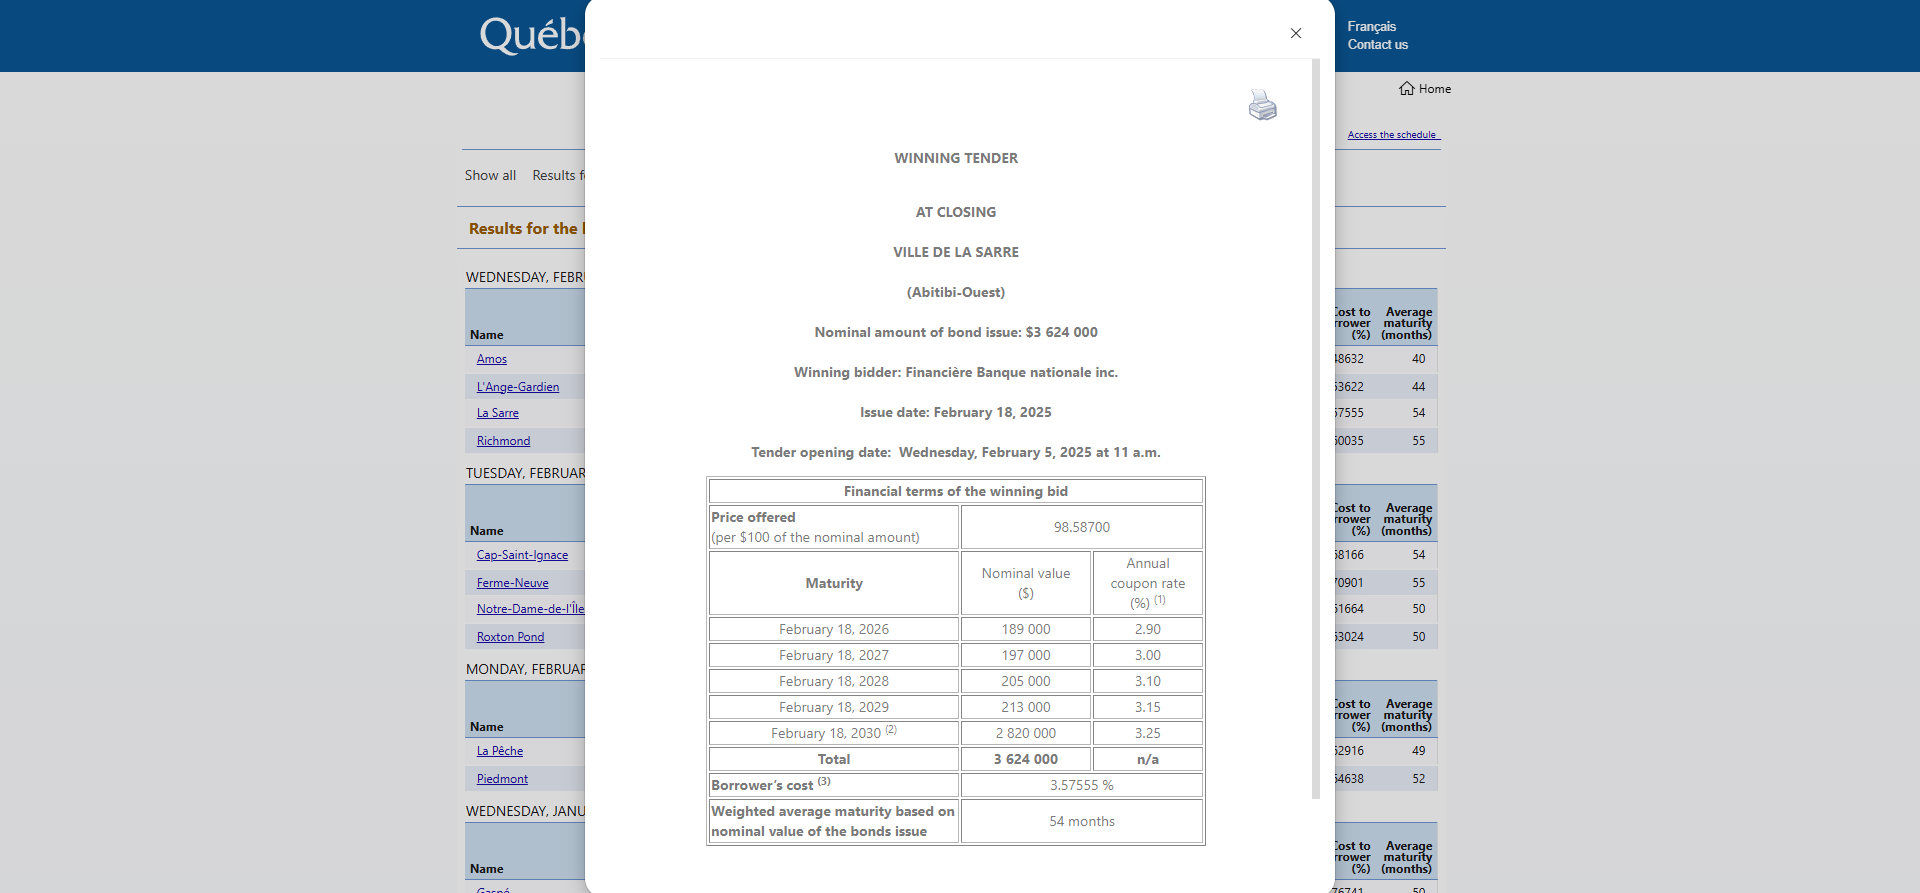 Québ
Français
Contact us
Home
Access the schedule
Show all Results f
Results for the
WEDNESDAY, FEBR
Name
Cost to rrower (%)
Average maturity (months)
Amos 48632 40
L'Ange-Gardien 53622 44
La Sarre 57555 54
Richmond 60035 55
TUESDAY, FEBRUAR
Name
Cost to rrower (%)
Average maturity (months)
Cap-Saint-Ignace 58166 54
Ferme-Neuve 70901 55
Notre-Dame-de-l'Île 51664 50
Roxton Pond 53024 50
MONDAY, FEBRUAR
Name
Cost to rrower (%)
Average maturity (months)
La Pêche 52916 49
Piedmont 54638 52
WEDNESDAY, JANU
Name
Cost to rrower (%)
Average maturity (months)
Gaspé 76741 50
WINNING TENDER
AT CLOSING
VILLE DE LA SARRE
(Abitibi-Ouest)
Nominal amount of bond issue: $3 624 000
Winning bidder: Financière Banque nationale inc.
Issue date: February 18, 2025
Tender opening date: Wednesday, February 5, 2025 at 11 a.m.
Financial terms of the winning bid
Price offered
(per $100 of the nominal amount)
98.58700
Maturity
Nominal value
($)
Annual
coupon rate
(%) (1)
February 18, 2026 189 000 2.90
February 18, 2027 197 000 3.00
February 18, 2028 205 000 3.10
February 18, 2029 213 000 3.15
February 18, 2030 (2) 2 820 000 3.25
Total 3 624 000 n/a
Borrower's cost (3) 3.57555 %
Weighted average maturity based on
nominal value of the bonds issue
54 months